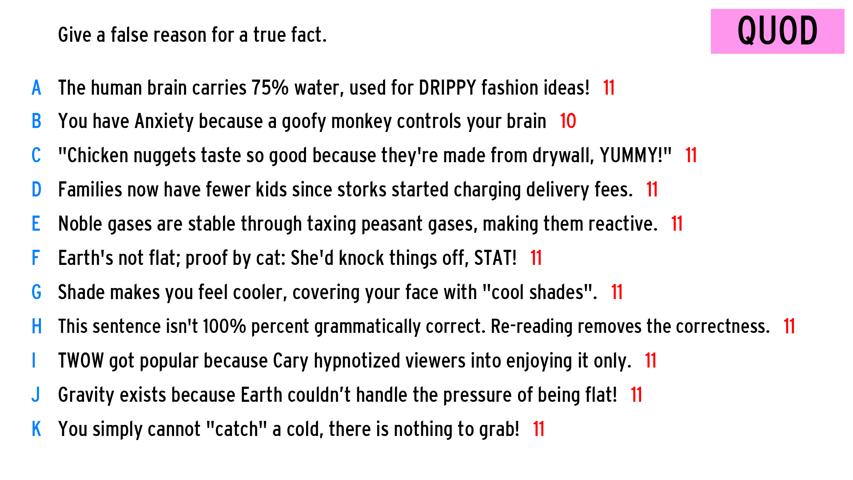 Give a false reason for a true fact.
QUOD
A The human brain carries 75% water, used for DRIPPY fashion ideas! 11
B You have Anxiety because a goofy monkey controls your brain 10
C "Chicken nuggets taste so good because they're made from drywall, YUMMY!" 11
D Families now have fewer kids since storks started charging delivery fees. 11
E Noble gases are stable through taxing peasant gases, making them reactive. 11
F Earth's not flat; proof by cat: She'd knock things off, STAT! 11
G Shade makes you feel cooler, covering your face with "cool shades". 11
H This sentence isn't 100% percent grammatically correct. Re-reading removes the correctness. 11
I TWOW got popular because Cary hypnotized viewers into enjoying it only. 11
J Gravity exists because Earth couldn’t handle the pressure of being flat! 11
K You simply cannot "catch" a cold, there is nothing to grab! 11